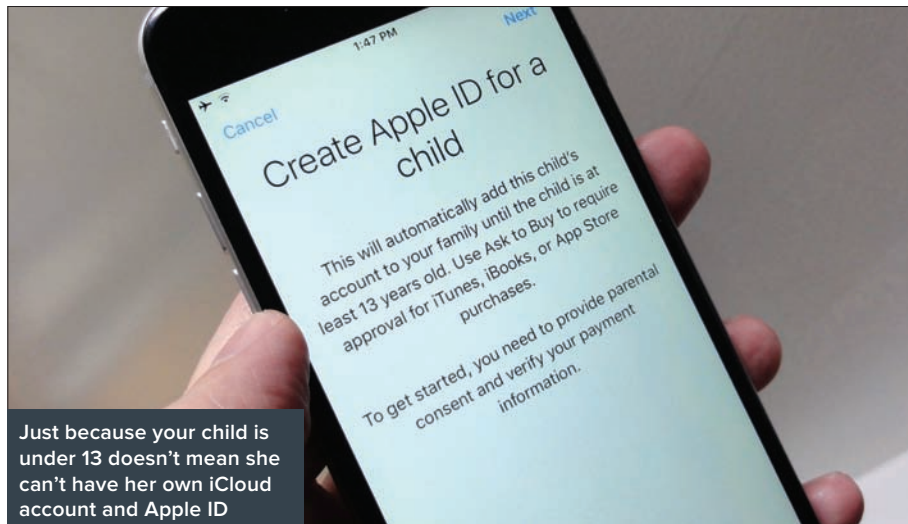 1:47 PM
Cancel
Next
Create Apple ID for a
child
This will automatically add this child's
account to your family until the child is at
least 13 years old. Use Ask to Buy to require
approval for iTunes, iBooks, or App Store
purchases.
To get started, you need to provide parental
consent and verify your payment
information.
Just because your child is
under 13 doesn't mean she
can't have her own iCloud
account and Apple ID